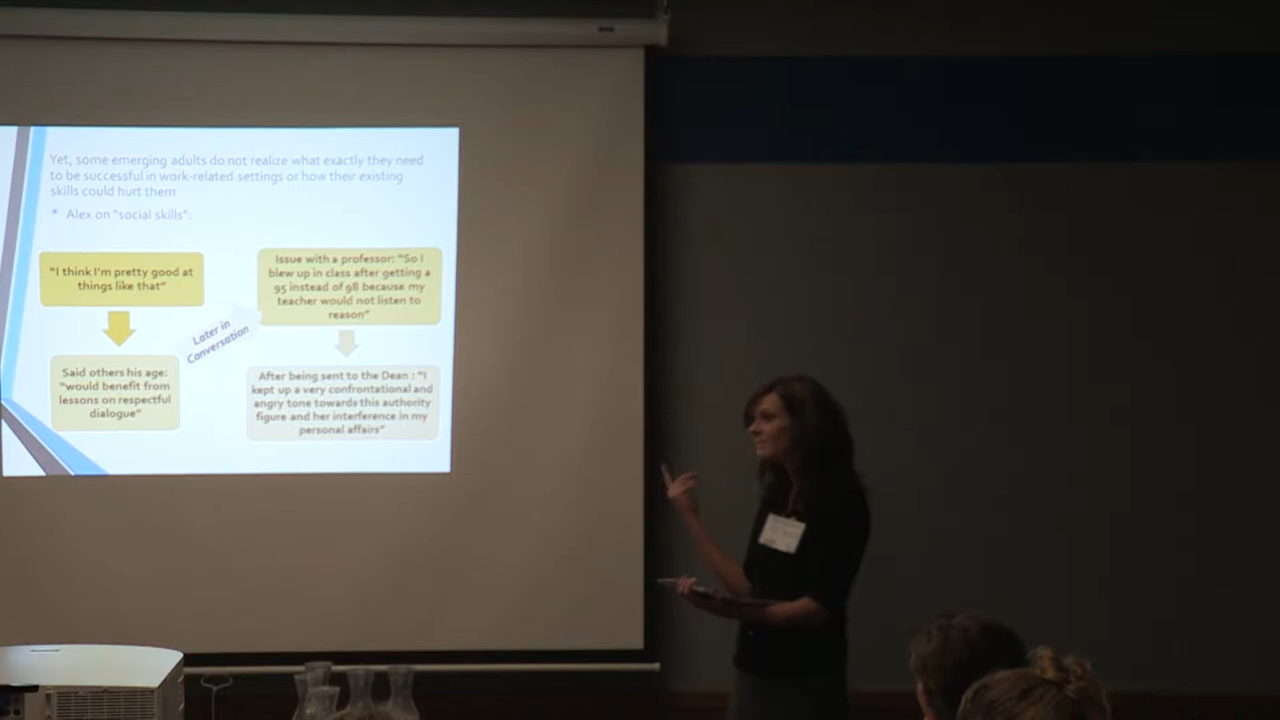 Yet, some emerging adults do not realize what exactly they need
to be successful in work-related settings or how their existing
skills could hurt them
* Alex on "social skills":
"I think I'm pretty good at
things like that"
Said others his age:
"would benefit from
lessons on respectful
dialogue"
Later in
Conversation
Issue with a professor: "So I
blew up in class after getting a
95 instead of 98 because my
teacher would not listen to
reason"
After being sent to the Dean : "I
kept up a very confrontational and
angry tone towards this authority
figure and her interference in my
personal affairs"